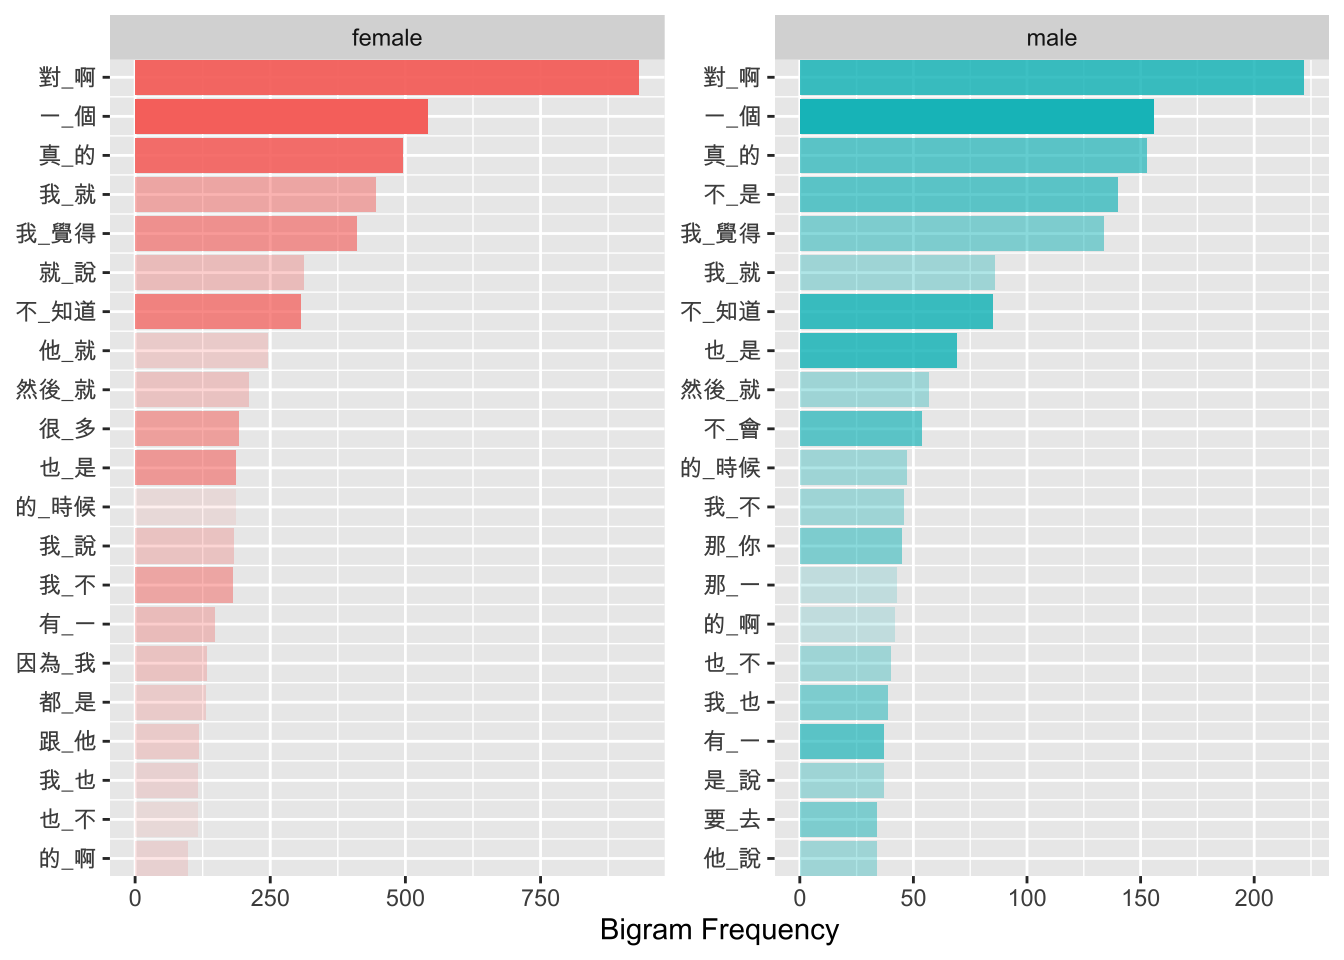 female
對_啊
一_個
真_的
我_就
我_覺得
就_說
不_知道
他_就
然後_就
很_多
也_是
的_時候
我_說
我_不
有_一
因為_我
都_是
跟_他
我_也
也_不
的_啊
0 250 500 750
male
對_啊
一_個
真_的
不_是
我_覺得
我_就
不_知道
也_是
然後_就
不_會
的_時候
我_不
那_你
那_一
的_啊
也_不
我_也
有_一
是_說
要_去
他_說
0 50 100 150 200
Bigram Frequency